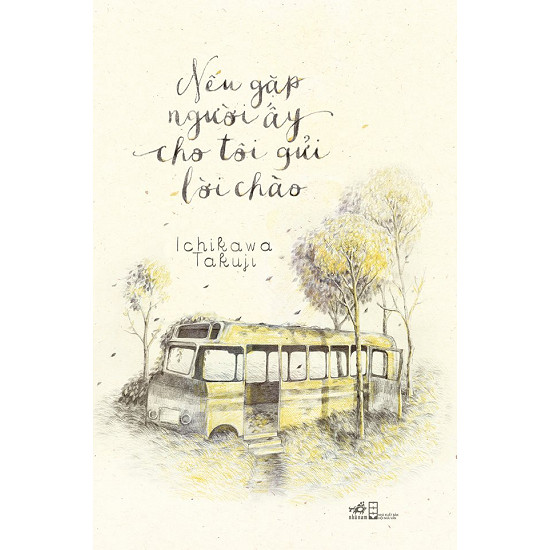 Nếu gặp
người ấy
cho tôi gửi
lời chào
Ichikawa
Takuji
nhã nam
NHÀ XUẤT BẢN
HỘI NHÀ VĂN